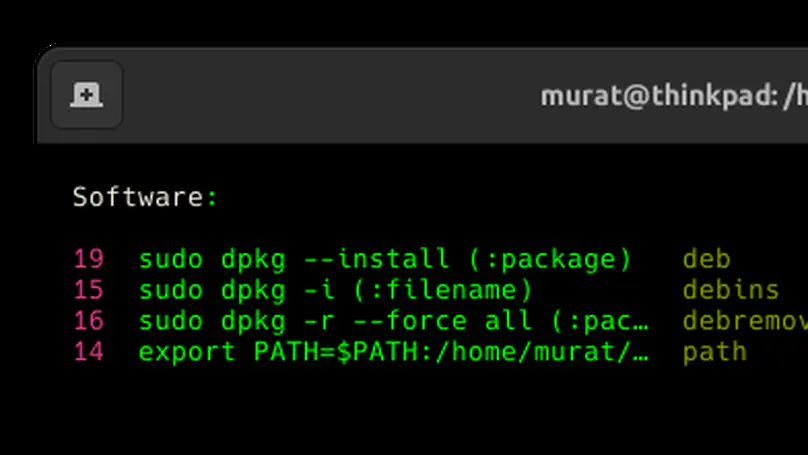 murat@thinkpad: /h
Software:
19 sudo dpkg --install (:package) deb
15 sudo dpkg -i (:filename) debins
16 sudo dpkg -r --force all (:pac… debremov
14 export PATH=$PATH:/home/murat/… path